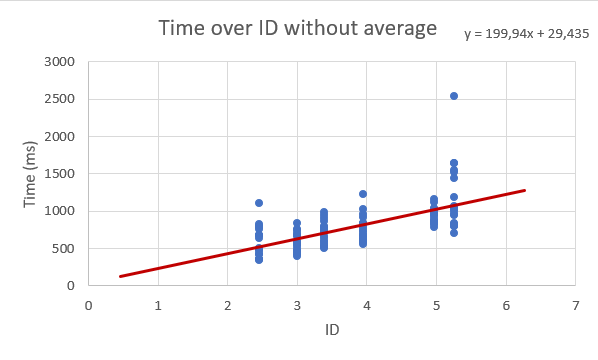 Time over ID without average
y = 199,94x + 29,435
3000
2500
2000
1500
1000
500
0
Time (ms)
0 1 2 3 4 5 6 7
ID